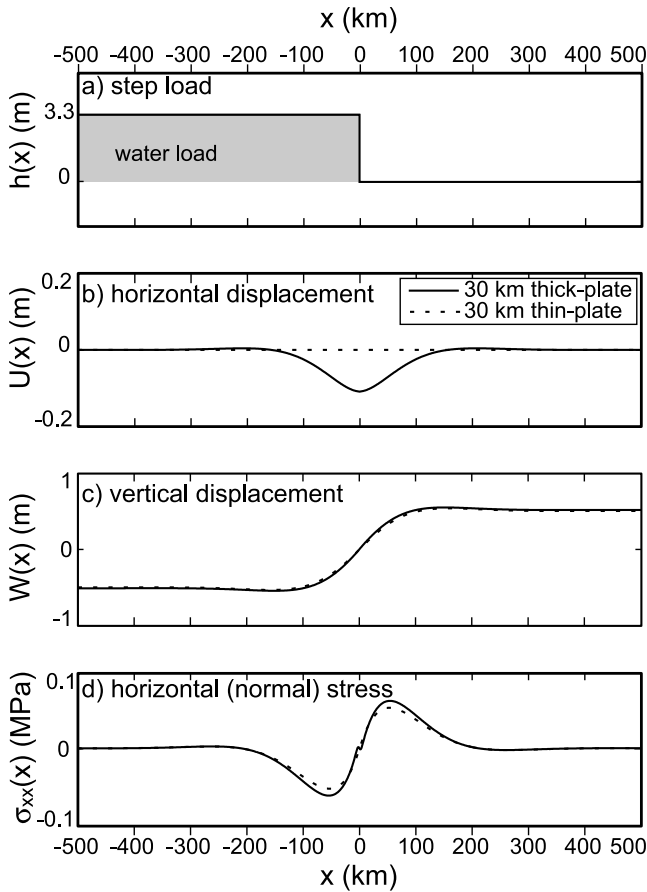 x (km)
-500 -400 -300 -200 -100 0 100 200 300 400 500
a) step load
h(x) (m)
3.3
water load
0
b) horizontal displacement
30 km thick-plate
30 km thin-plate
U(x) (m)
0.2
0
-0.2
c) vertical displacement
W(x) (m)
1
0
-1
d) horizontal (normal) stress
σxx(x) (MPa)
0.1
0
-0.1
-500 -400 -300 -200 -100 0 100 200 300 400 500
x (km)